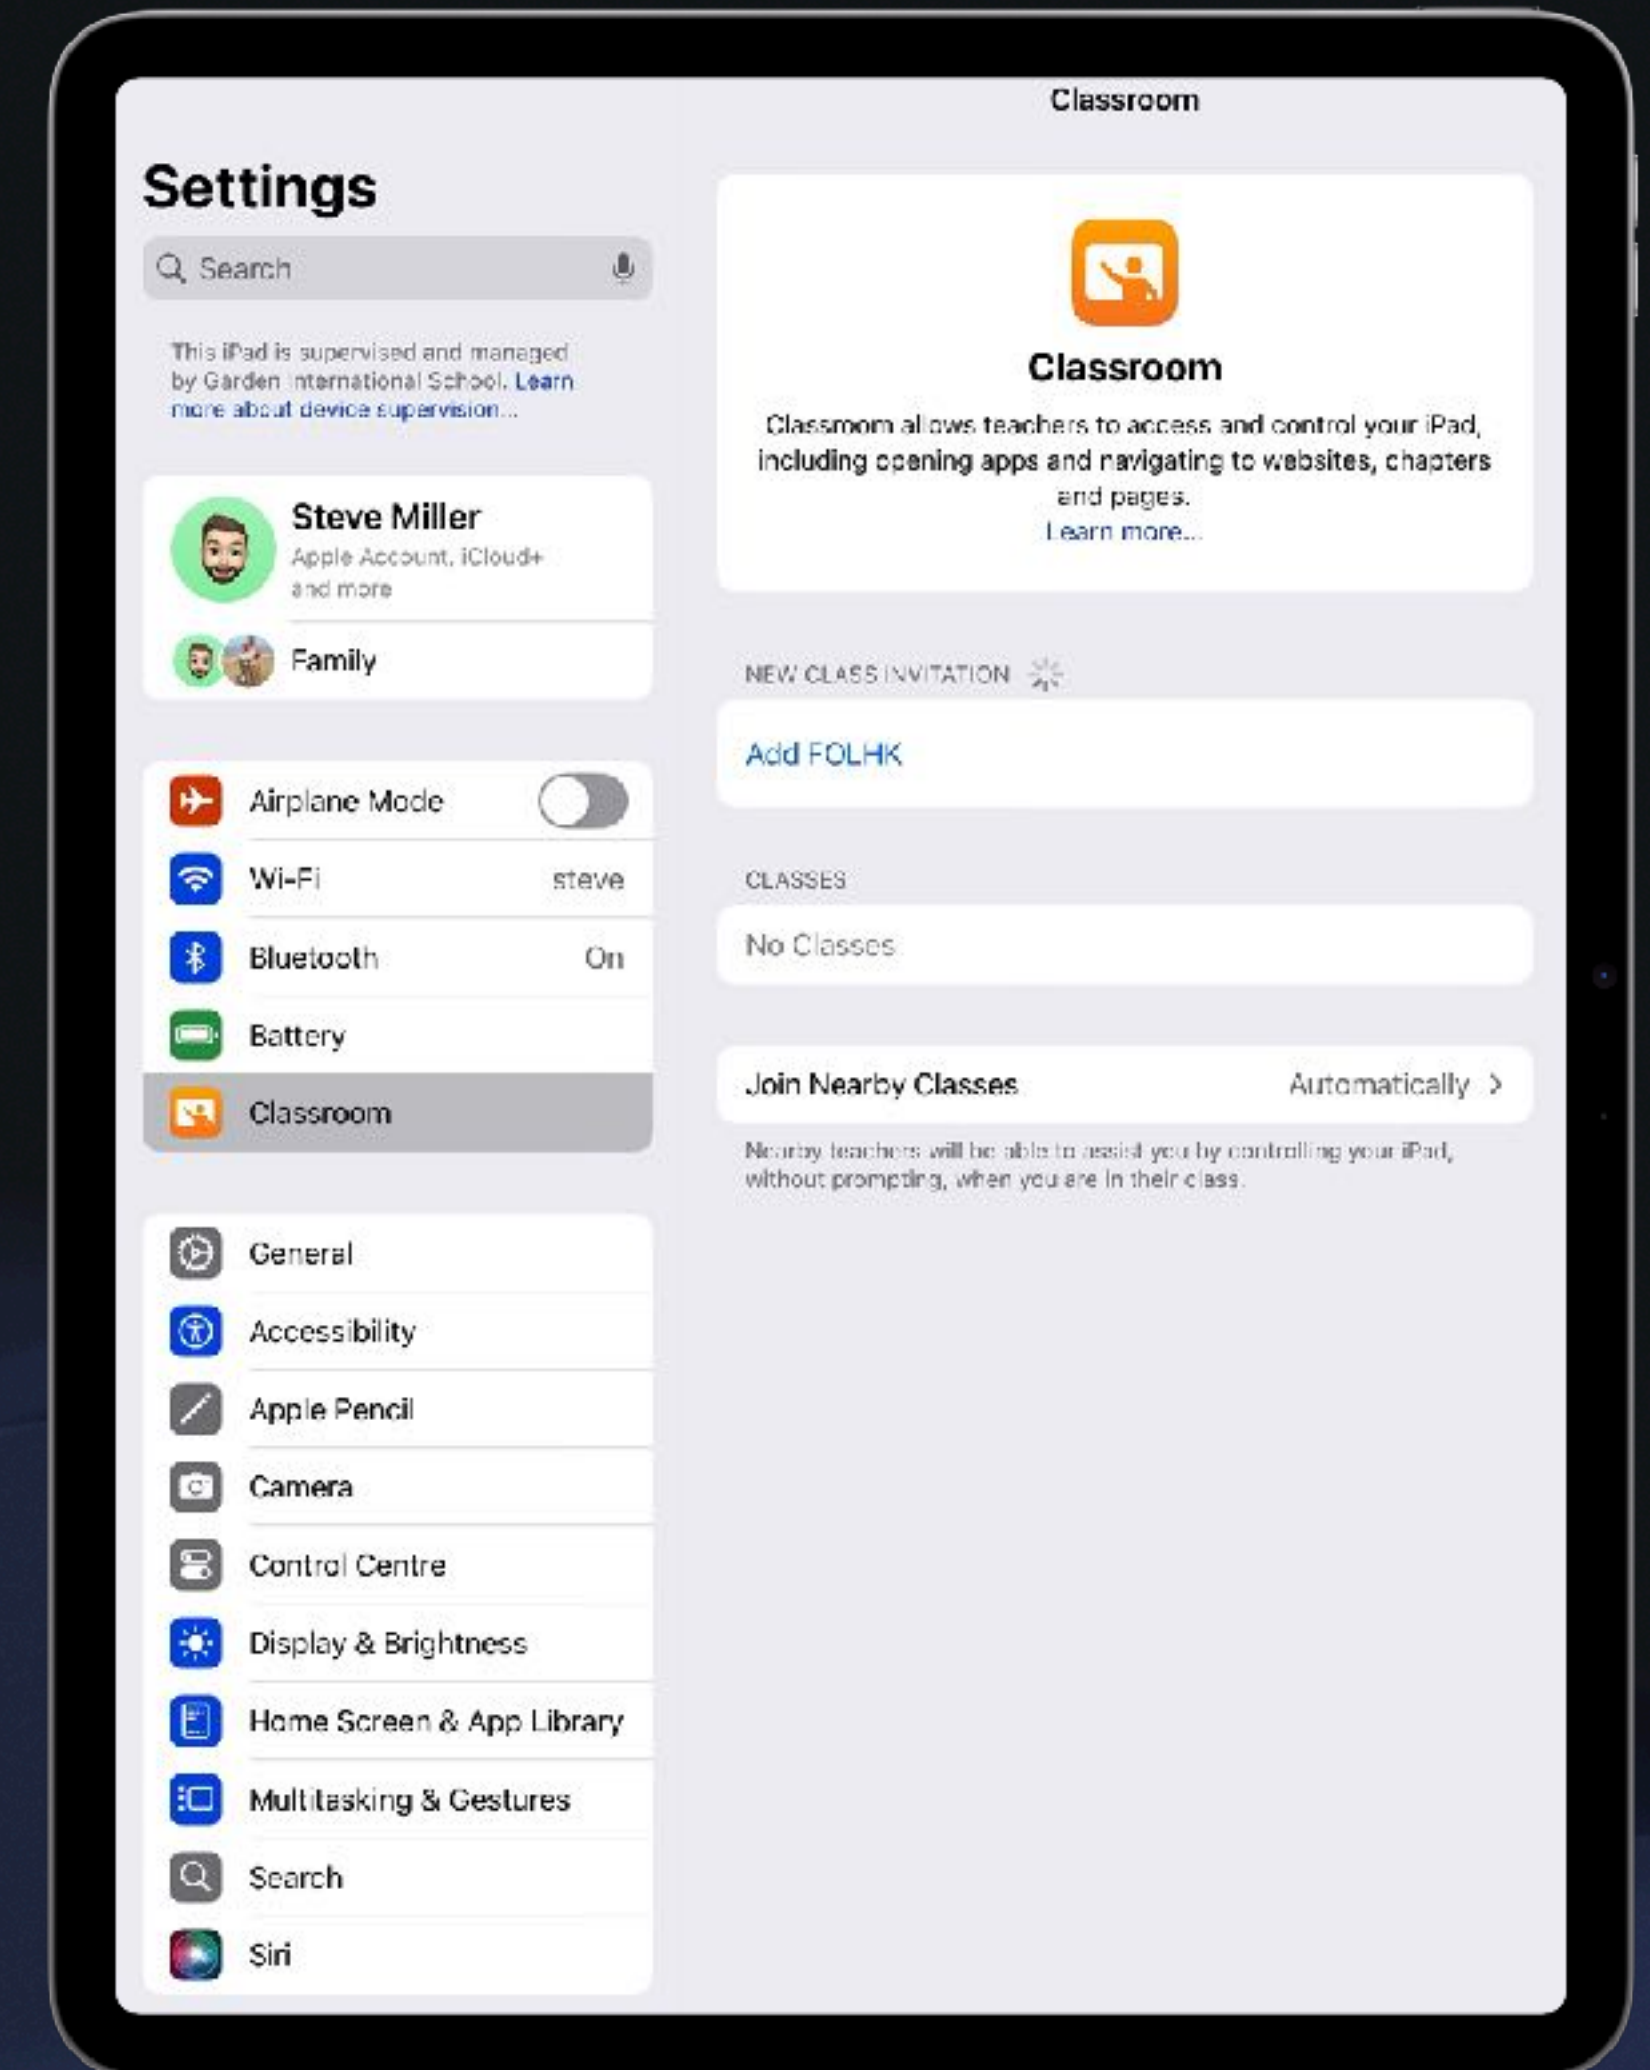 Settings
Search
This iPad is supervised and managed
by Garden International School. Learn
more about device supervision...
Steve Miller
Apple Account, iCloud+
and more
Family
Airplane Mode
Wi-Fi steve
Bluetooth On
Battery
Classroom
General
Accessibility
Apple Pencil
Camera
Control Centre
Display & Brightness
Home Screen & App Library
Multitasking & Gestures
Search
Siri
Classroom
Classroom
Classroom allows teachers to access and control your iPad,
including opening apps and navigating to websites, chapters
and pages.
Learn more...
NEW CLASS INVITATION
Add FOLHK
CLASSES
No Classes
Join Nearby Classes Automatically
Nearby teachers will be able to assist you by controlling your iPad,
without prompting, when you are in their class.